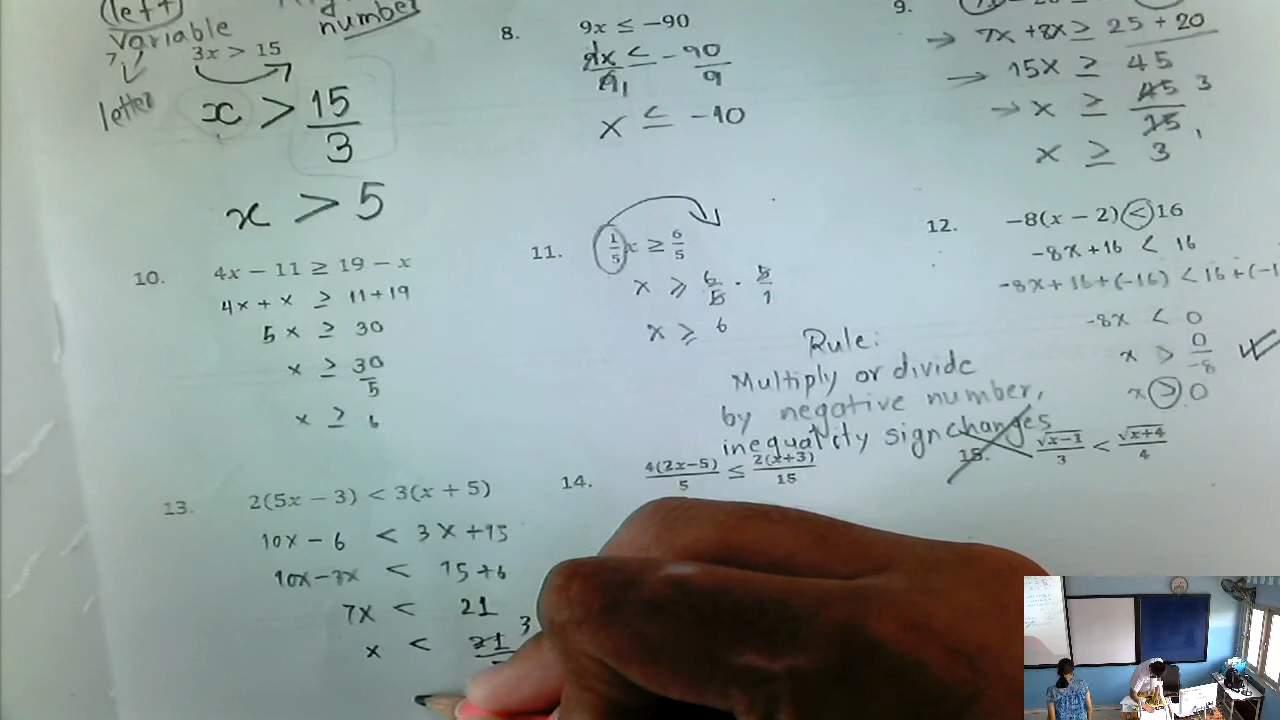 (left)
variable
number
letter
3x > 15
x > 15/3
x > 5
8. 9x ≤ −90
9x/9 ≤ −90/9
1
x ≤ −10
9.
→ 7x + 8x ≥ 25 + 20
→ 15x ≥ 45
→ x ≥ 45/15 3
1
x ≥ 3
10. 4x − 11 ≥ 19 − x
4x + x ≥ 11+19
5x ≥ 30
x ≥ 30/5
x ≥ 6
11. 1/5 x ≥ 6/5
x ≥ 6/5 · 5/1
x ≥ 6
12. −8(x − 2) < 16
−8x+16 < 16
−8x+16+(−16) < 16+(−1
−8x < 0
x > 0/−8
x > 0
Rule:
Multiply or divide
by negative number,
inequality sign changes
13. 2(5x − 3) < 3(x + 5)
10x − 6 < 3x+15
10x−3x < 15+6
7x < 21
x < 21 3
14. 4(2x−5)/5 ≤ 2(x+3)/15
15. √x−1/3 < √x+4/4